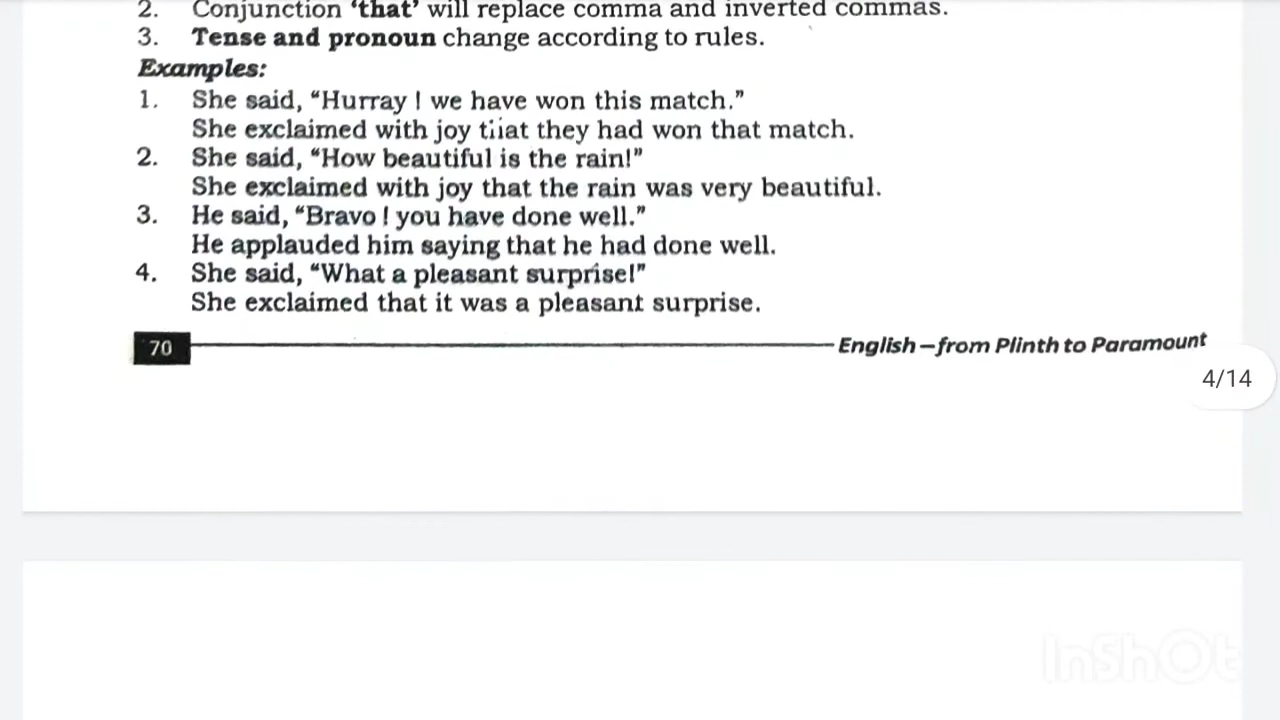 2. Conjunction ‘that’ will replace comma and inverted commas.
3. Tense and pronoun change according to rules.
Examples:
1. She said, “Hurray ! we have won this match.”
She exclaimed with joy tiiat they had won that match.
2. She said, “How beautiful is the rain!”
She exclaimed with joy that the rain was very beautiful.
3. He said, “Bravo ! you have done well.”
He applauded him saying that he had done well.
4. She said, “What a pleasant surprise!”
She exclaimed that it was a pleasant surprise.
70 English–from Plinth to Paramount
4/14
InShOt